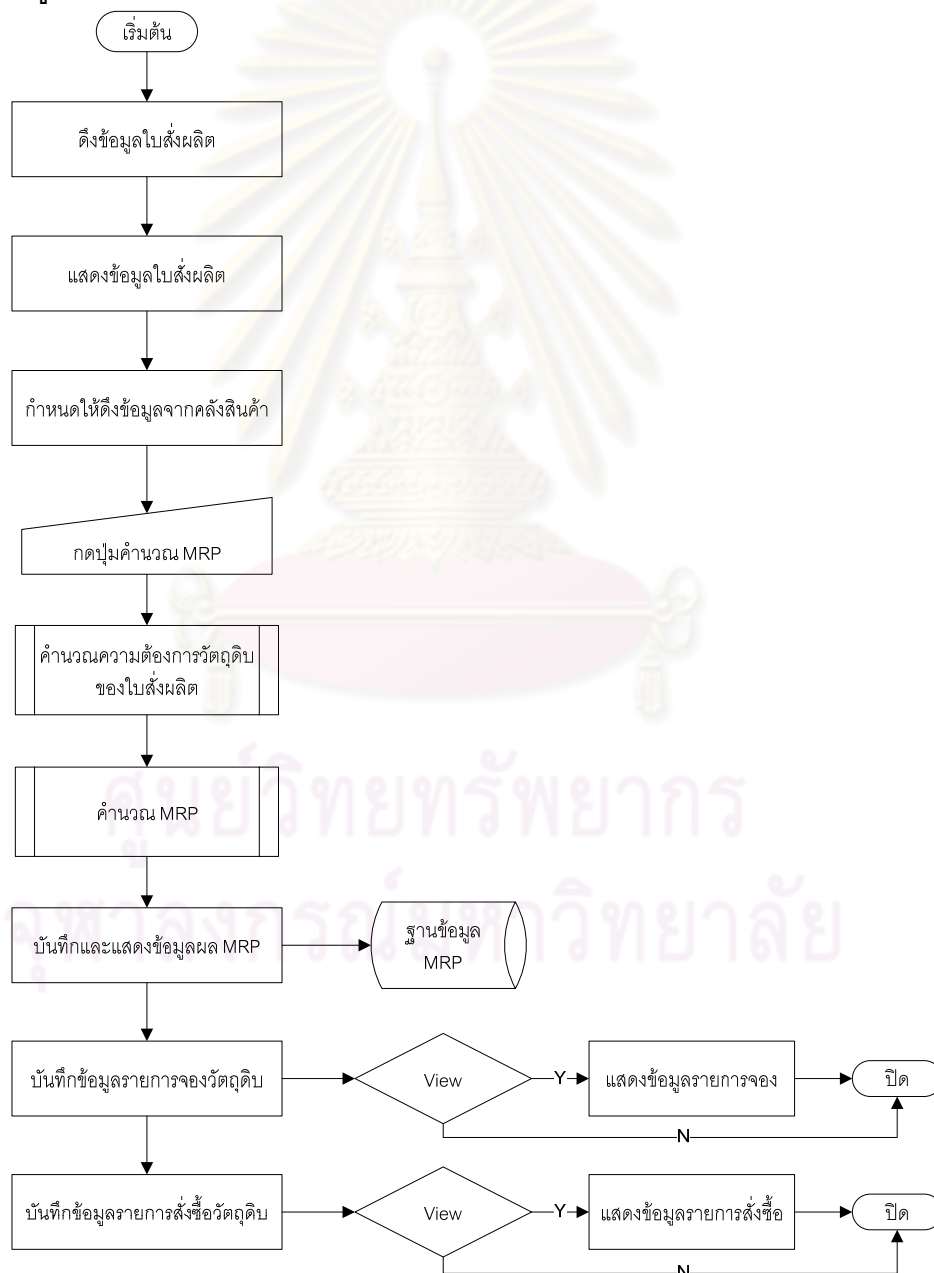 เริ่มต้น
ดึงข้อมูลใบสั่งผลิต
แสดงข้อมูลใบสั่งผลิต
กำหนดให้ดึงข้อมูลจากคลังสินค้า
กดปุ่มคำนวณ MRP
คำนวณความต้องการวัตถุดิบ
ของใบสั่งผลิต
คำนวณ MRP
ศูนย์วิทยทรัพยากร
จุฬาลงกรณ์มหาวิทยาลัย
บันทึกและแสดงข้อมูลผล MRP
ฐานข้อมูล
MRP
บันทึกข้อมูลรายการจองวัตถุดิบ
View
Y
แสดงข้อมูลรายการจอง
ปิด
N
บันทึกข้อมูลรายการสั่งซื้อวัตถุดิบ
View
Y
แสดงข้อมูลรายการสั่งซื้อ
ปิด
N